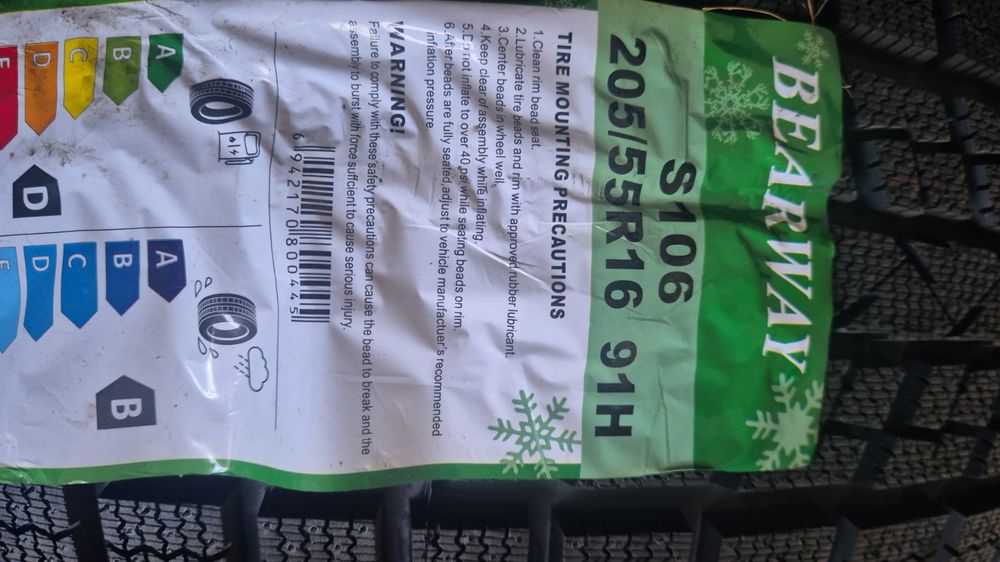 BEARWAY
S106
205/55R16 91H
TIRE MOUNTING PRECAUTIONS
1.Clean rim bead seat.
2.Lubricate tire beads and rim with approved rubber lubricant.
3.Center beads in wheel well,
4.Keep clear of assembly while inflating.
5.Do not inflate to over 40 psi while seating beads on rim.
6.After beads are fully seated,adjust to vehicle manufactuer's recommended
inflation pressure.
WARNING!
Failure to comply with these safety precautions can cause the bead to break and the
assembly to burst with force suffcient to cause serious injury.
6 942170 800445
A
B
C
D
E
D
A
B
C
D
E
B